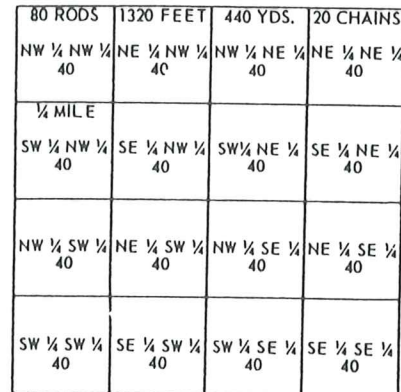 80 RODS 1320 FEET 440 YDS. 20 CHAINS
NW ¼ NW ¼ NE ¼ NW ¼ NW ¼ NE ¼ NE ¼ NE ¼
40 40 40 40
¼ MILE
SW ¼ NW ¼ SE ¼ NW ¼ SW¼ NE ¼ SE ¼ NE ¼
40 40 40 40
NW ¼ SW ¼ NE ¼ SW ¼ NW ¼ SE ¼ NE ¼ SE ¼
40 40 40 40
SW ¼ SW ¼ SE ¼ SW ¼ SW ¼ SE ¼ SE ¼ SE ¼
40 40 40 40